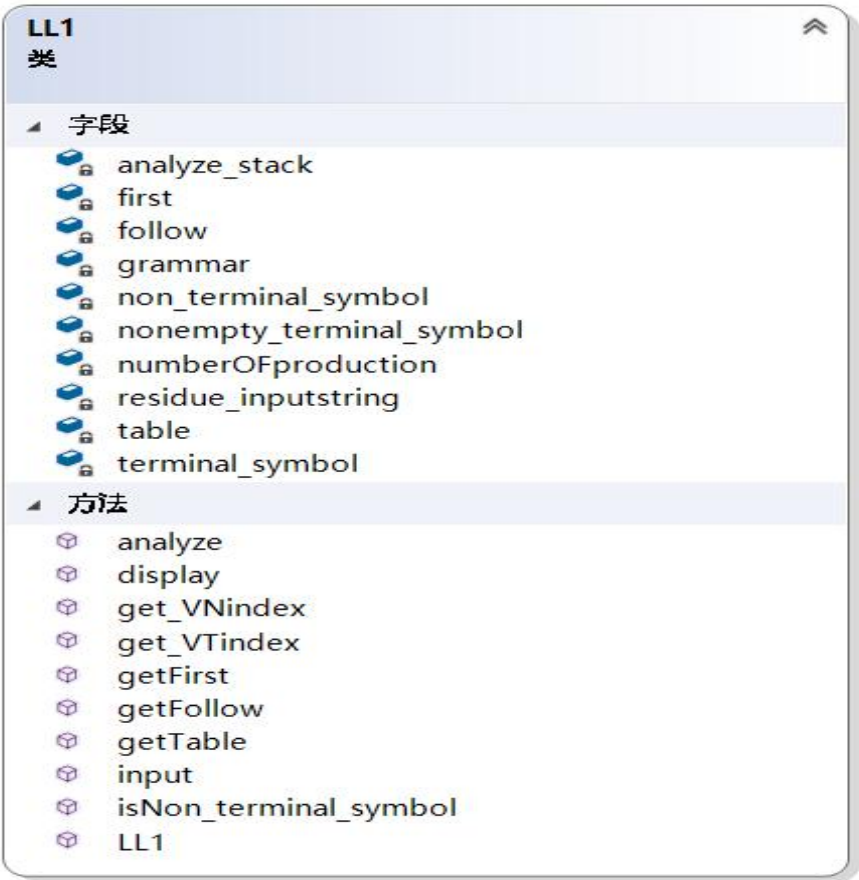 LL1
类
字段
analyze_stack
first
follow
grammar
non_terminal_symbol
nonempty_terminal_symbol
numberOFproduction
residue_inputstring
table
terminal_symbol
方法
analyze
display
get_VNindex
get_VTindex
getFirst
getFollow
getTable
input
isNon_terminal_symbol
LL1